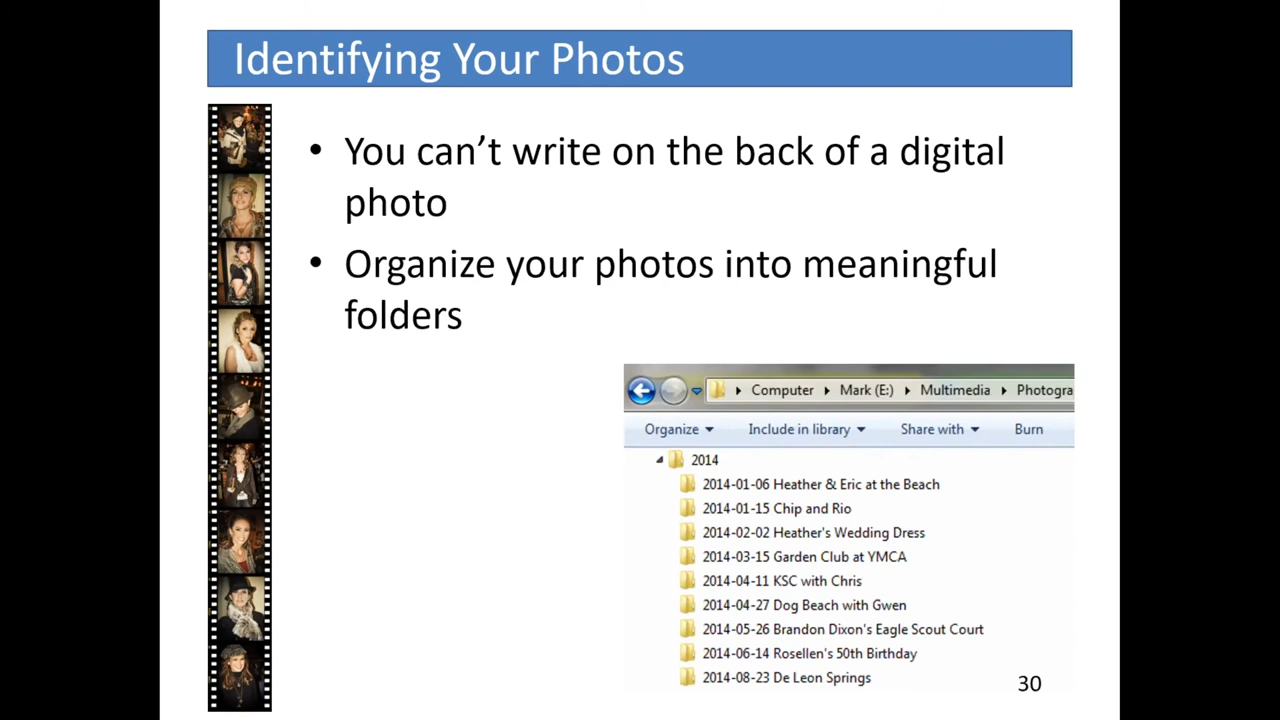 Identifying Your Photos
• You can’t write on the back of a digital
photo
• Organize your photos into meaningful
folders
Computer Mark (E:) Multimedia Photogra
Organize Include in library Share with Burn
2014
2014-01-06 Heather & Eric at the Beach
2014-01-15 Chip and Rio
2014-02-02 Heather's Wedding Dress
2014-03-15 Garden Club at YMCA
2014-04-11 KSC with Chris
2014-04-27 Dog Beach with Gwen
2014-05-26 Brandon Dixon's Eagle Scout Court
2014-06-14 Rosellen's 50th Birthday
2014-08-23 De Leon Springs
30